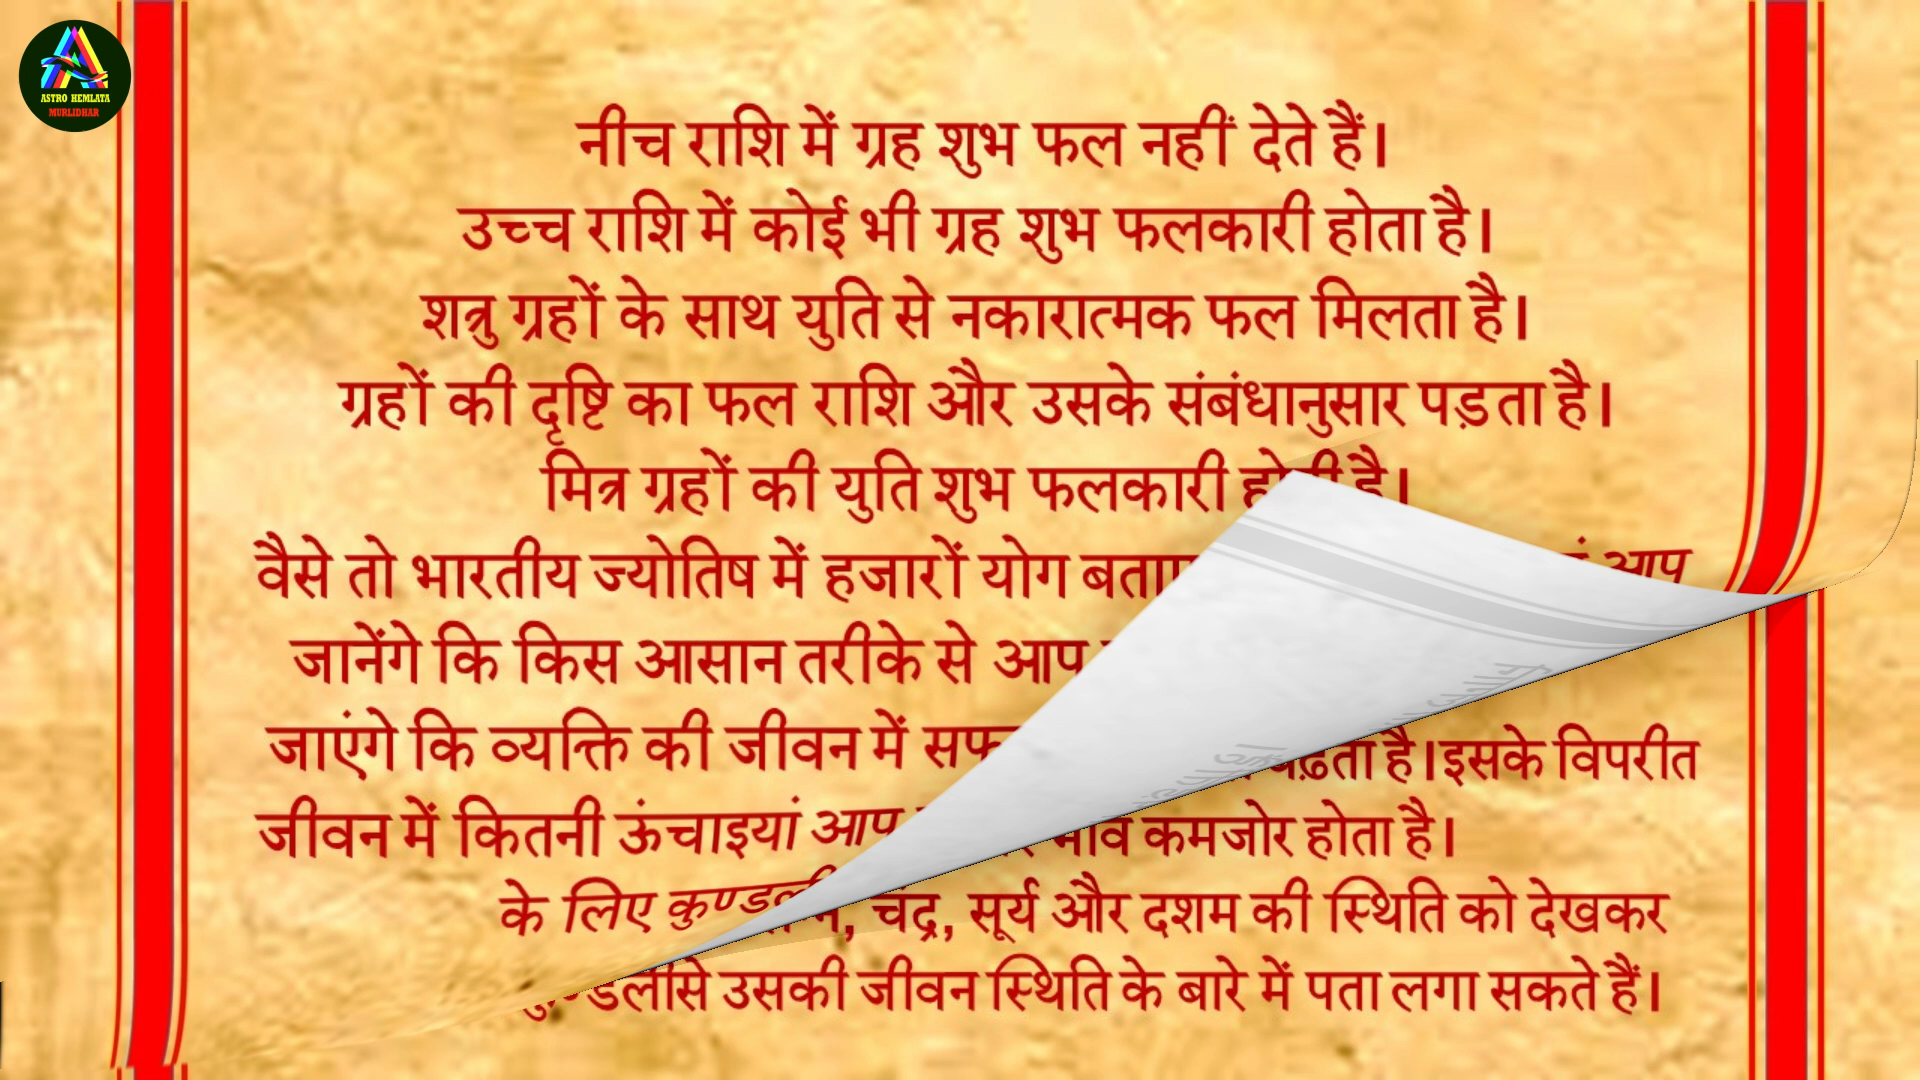 ASTRO HEMLATA
MURLIDHAR
नीच राशि में ग्रह शुभ फल नहीं देते हैं।
उच्च राशि में कोई भी ग्रह शुभ फलकारी होता है।
शत्रु ग्रहों के साथ युति से नकारात्मक फल मिलता है।
ग्रहों की दृष्टि का फल राशि और उसके संबंधानुसार पड़ता है।
मित्र ग्रहों की युति शुभ फलकारी है।
वैसे तो भारतीय ज्योतिष में हजारों योग आप
जानेंगे कि किस आसान तरीके से आप
जाएंगे कि व्यक्ति की जीवन में है।इसके विपरीत
जीवन में कितनी ऊंचाइयां आप कमजोर होता है।
के लिए चंद्र, सूर्य और दशम की स्थिति को देखकर
उसकी जीवन स्थिति के बारे में पता लगा सकते हैं।